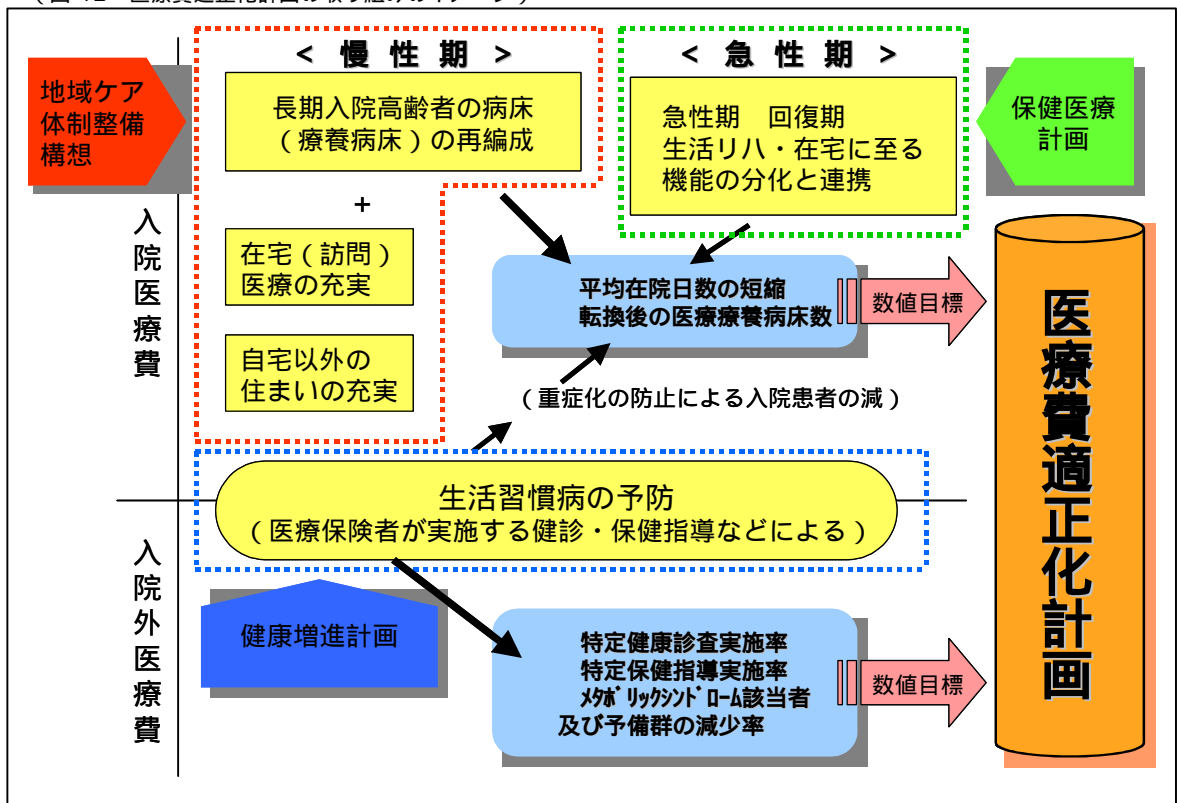 ＜ 慢 性 期 ＞
＜ 急 性 期 ＞
地域ケア
体制整備
構想
長期入院高齢者の病床
（療養病床）の再編成
急性期　回復期
生活リハ・在宅に至る
機能の分化と連携
保健医療
計画
＋
入院医療費
在宅（訪問）
医療の充実
平均在院日数の短縮
転換後の医療療養病床数
数値目標
自宅以外の
住まいの充実
（重症化の防止による入院患者の減）
医療費適正化計画
生活習慣病の予防
（医療保険者が実施する健診・保健指導などによる）
入院外医療費
健康増進計画
特定健康診査実施率
特定保健指導実施率
ﾒﾀﾎﾞﾘｯｸｼﾝﾄﾞﾛｰﾑ該当者
及び予備群の減少率
数値目標